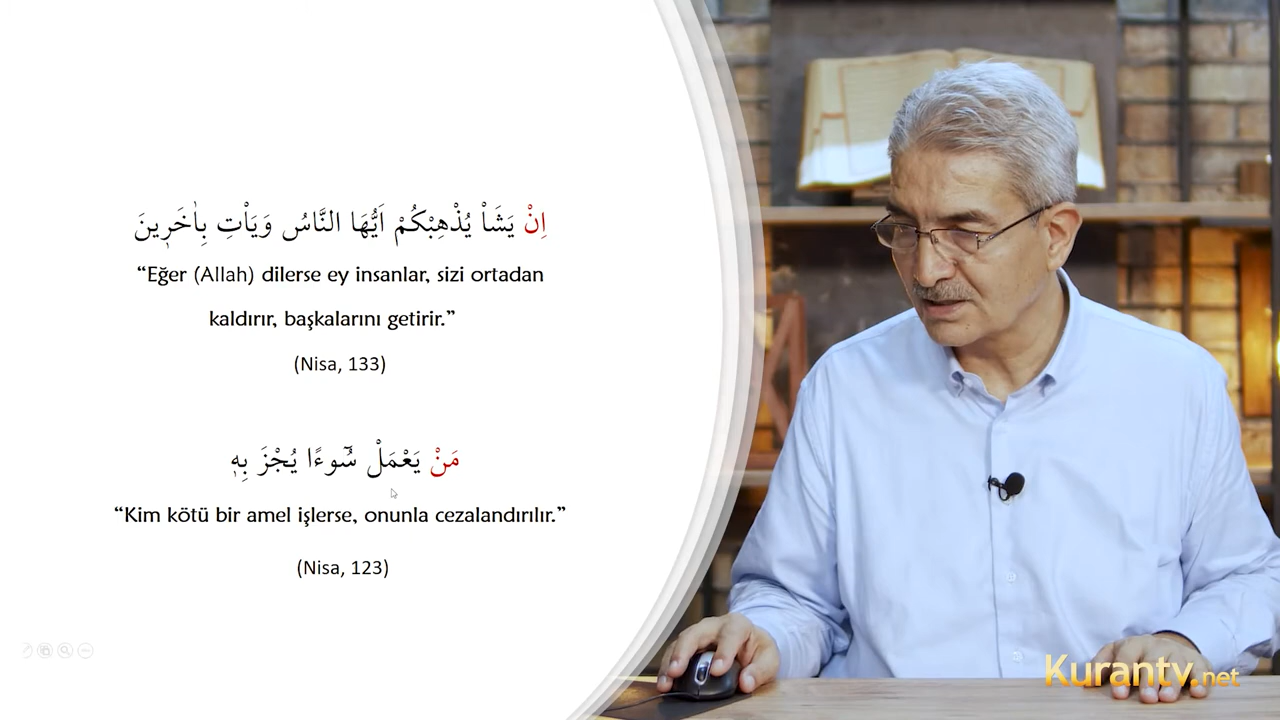 اِنْ يَشَاْ يُذْهِبْكُمْ اَيُّهَا النَّاسُ وَيَاْتِ بِاٰخَرٖينَ
“Eğer (Allah) dilerse ey insanlar, sizi ortadan
kaldırır, başkalarını getirir.”
(Nisa, 133)
مَنْ يَعْمَلْ سُٓوءًا يُجْزَ بِهٖ
“Kim kötü bir amel işlerse, onunla cezalandırılır.”
(Nisa, 123)
Kurantv.net